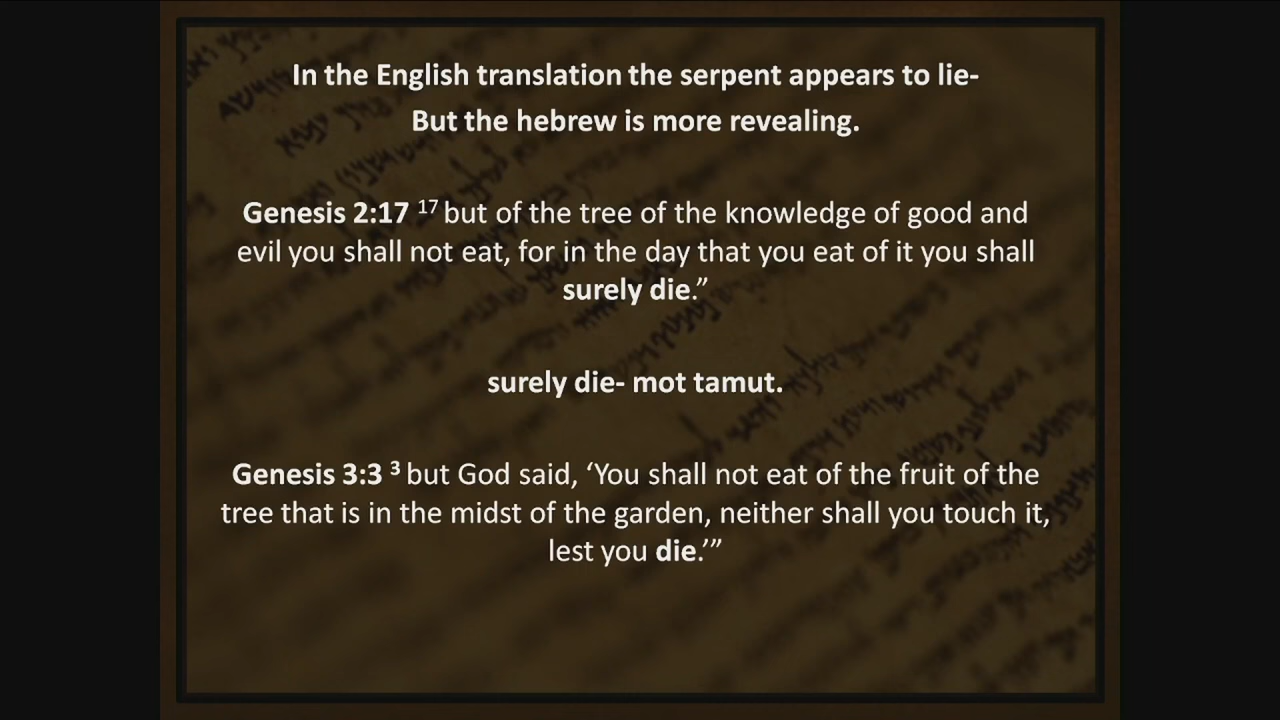 In the English translation the serpent appears to lie-
But the hebrew is more revealing.
Genesis 2:17 17 but of the tree of the knowledge of good and
evil you shall not eat, for in the day that you eat of it you shall
surely die.”
surely die- mot tamut.
Genesis 3:3 3 but God said, ‘You shall not eat of the fruit of the
tree that is in the midst of the garden, neither shall you touch it,
lest you die.’”